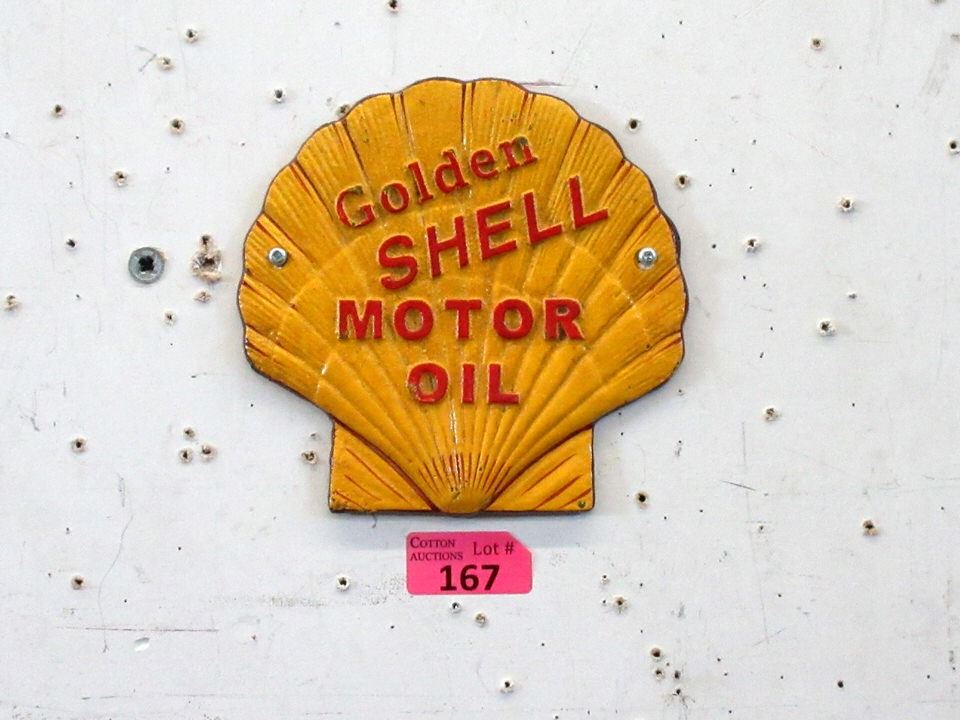 Golden
SHELL
MOTOR
OIL
COTTON
AUCTIONS Lot #
167